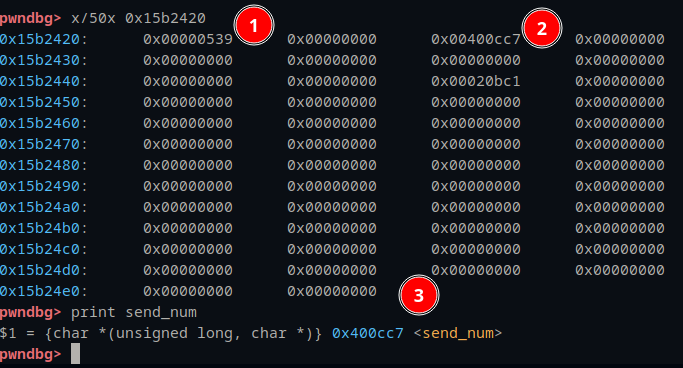 pwndbg> x/50x 0x15b2420 1 2
0x15b2420: 0x00000539 0x00000000 0x00400cc7 0x00000000
0x15b2430: 0x00000000 0x00000000 0x00000000 0x00000000
0x15b2440: 0x00000000 0x00000000 0x00020bc1 0x00000000
0x15b2450: 0x00000000 0x00000000 0x00000000 0x00000000
0x15b2460: 0x00000000 0x00000000 0x00000000 0x00000000
0x15b2470: 0x00000000 0x00000000 0x00000000 0x00000000
0x15b2480: 0x00000000 0x00000000 0x00000000 0x00000000
0x15b2490: 0x00000000 0x00000000 0x00000000 0x00000000
0x15b24a0: 0x00000000 0x00000000 0x00000000 0x00000000
0x15b24b0: 0x00000000 0x00000000 0x00000000 0x00000000
0x15b24c0: 0x00000000 0x00000000 0x00000000 0x00000000
0x15b24d0: 0x00000000 0x00000000 0x00000000 0x00000000
0x15b24e0: 0x00000000 0x00000000 3
pwndbg> print send_num
$1 = {char *(unsigned long, char *)} 0x400cc7 <send_num>
pwndbg>